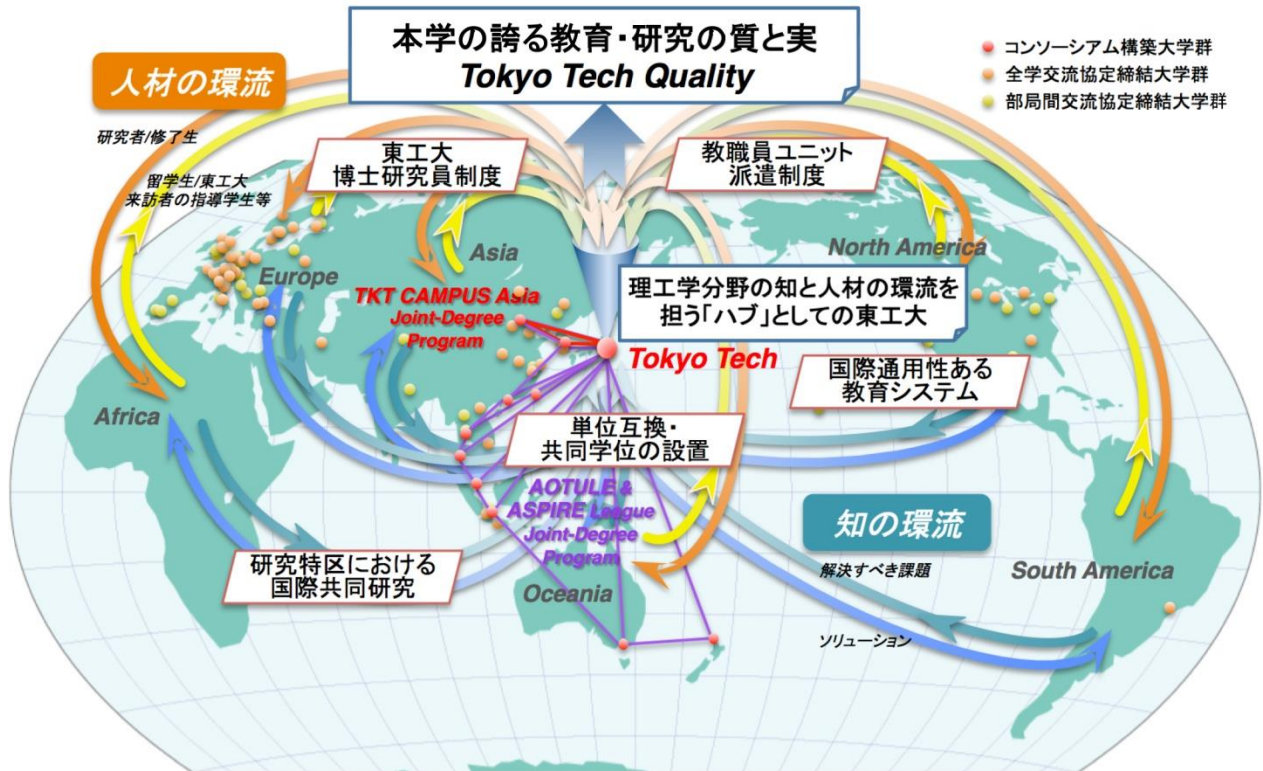 本学の誇る教育・研究の質と実
Tokyo Tech Quality
人材の環流
コンソーシアム構築大学群
全学交流協定締結大学群
部局間交流協定締結大学群
研究者/修了生
留学生/東工大
来訪者の指導学生等
東工大
博士研究員制度
教職員ユニット
派遣制度
Asia
North America
Europe
理工学分野の知と人材の環流を
担う「ハブ」としての東工大
TKT CAMPUS Asia
Joint-Degree
Program
Tokyo Tech
国際通用性ある
教育システム
Africa
単位互換・
共同学位の設置
AOTULE &
ASPIRE League
Joint-Degree
Program
知の環流
研究特区における
国際共同研究
解決すべき課題
South America
Oceania
ソリューション